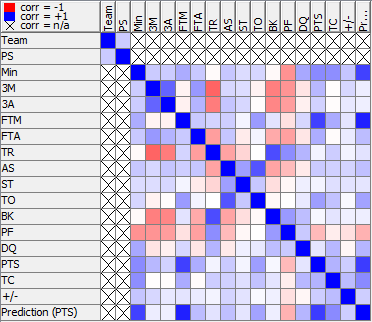 corr = -1
corr = +1
corr = n/a
Team
PS
Min
3M
3A
FTM
FTA
TR
AS
ST
TO
BK
PF
DQ
PTS
TC
+/-
Pr...
Team
PS
Min
3M
3A
FTM
FTA
TR
AS
ST
TO
BK
PF
DQ
PTS
TC
+/-
Prediction (PTS)